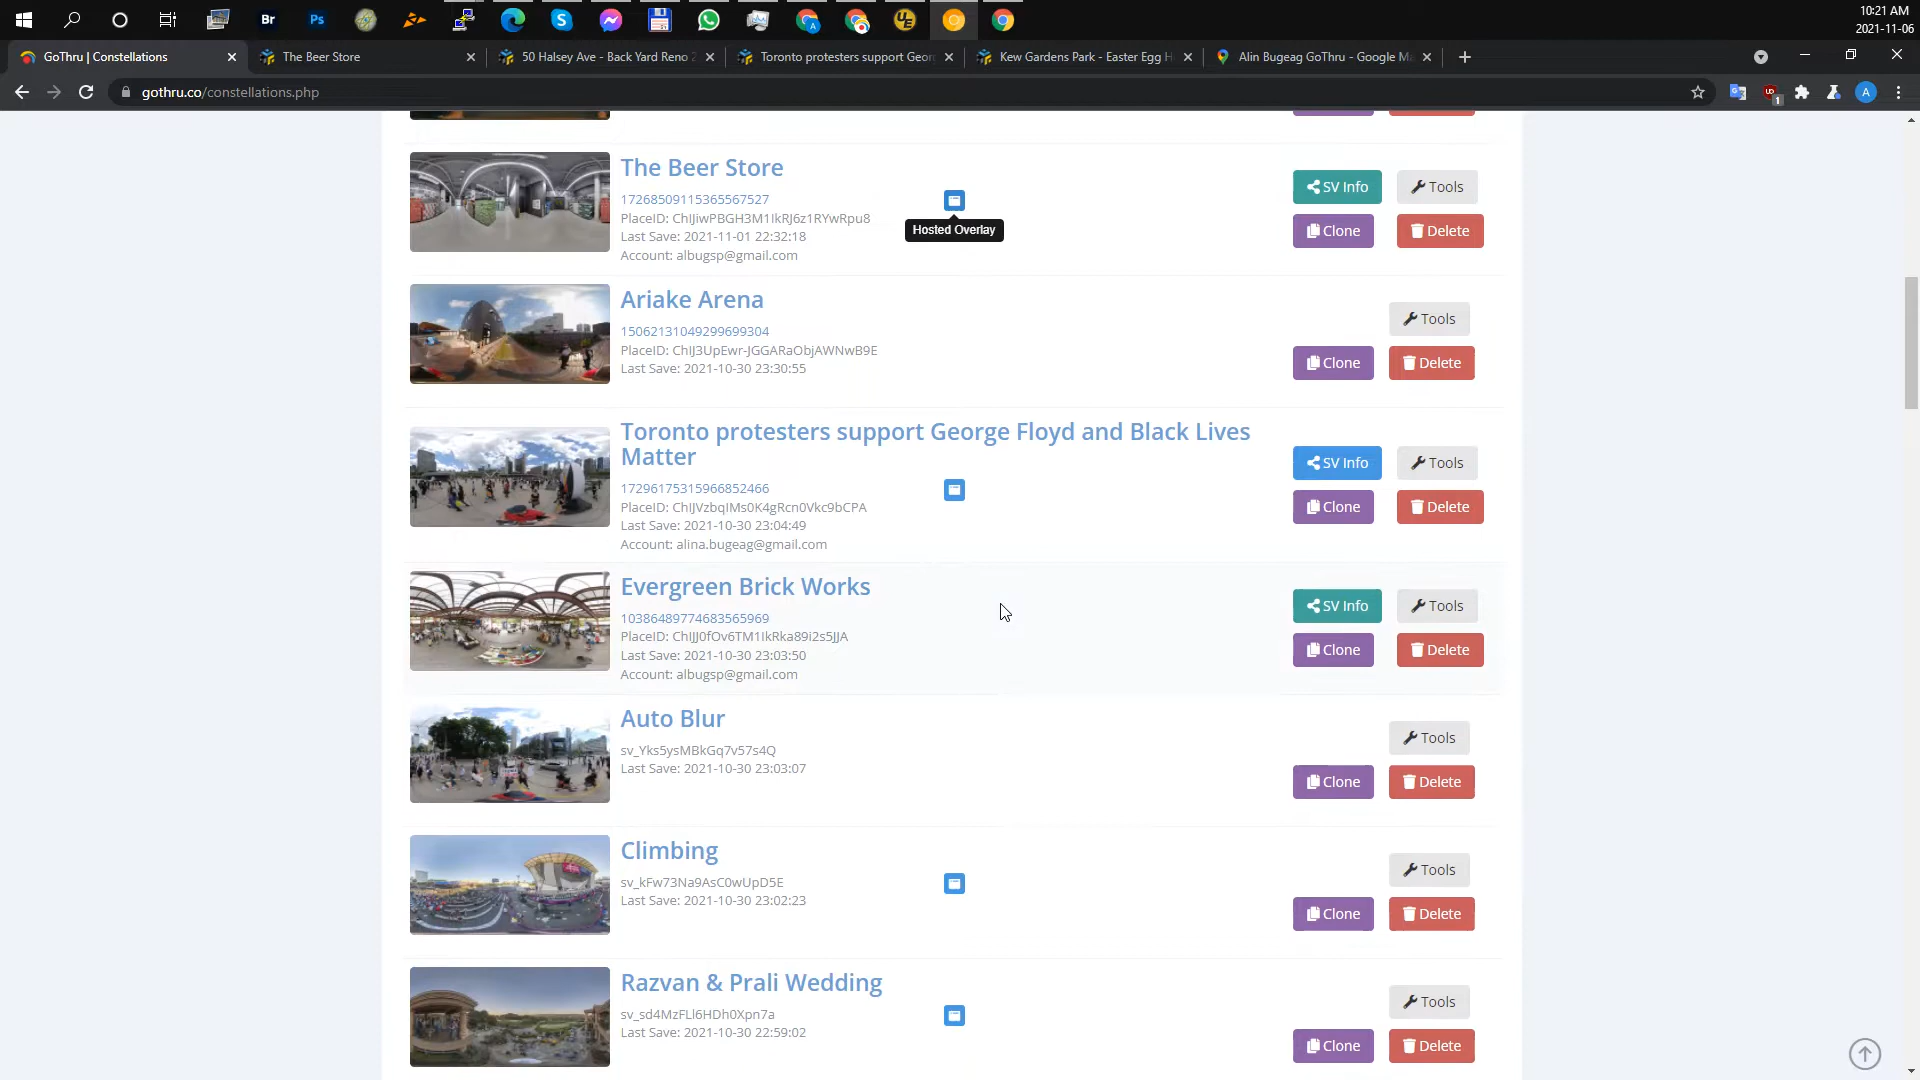 Br
Ps
UE
10:21 AM
2021-11-06
GoThru | Constellations
The Beer Store
50 Halsey Ave - Back Yard Reno 2
Toronto protesters support Geor
Kew Gardens Park - Easter Egg H
Alin Bugeag GoThru - Google Ma
gothru.co/constellations.php
1
A
The Beer Store
17268509115365567527
PlaceID: ChIJiwPBGH3M1IkRJ6z1RYwRpu8
Last Save: 2021-11-01 22:32:18
Account: albugsp@gmail.com
Hosted Overlay
SV Info
Tools
Clone
Delete
Ariake Arena
15062131049299699304
PlaceID: ChIJ3UpEwr-JGGARaObjAWNwB9E
Last Save: 2021-10-30 23:30:55
Tools
Clone
Delete
Toronto protesters support George Floyd and Black Lives
Matter
17296175315966852466
PlaceID: ChIJVzbqIMs0K4gRcn0Vkc9bCPA
Last Save: 2021-10-30 23:04:49
Account: alina.bugeag@gmail.com
SV Info
Tools
Clone
Delete
Evergreen Brick Works
10386489774683565969
PlaceID: ChIJJ0fOv6TM1IkRka89i2s5JJA
Last Save: 2021-10-30 23:03:50
Account: albugsp@gmail.com
SV Info
Tools
Clone
Delete
Auto Blur
sv_Yks5ysMBkGq7v57s4Q
Last Save: 2021-10-30 23:03:07
Tools
Clone
Delete
Climbing
sv_kFw73Na9AsC0wUpD5E
Last Save: 2021-10-30 23:02:23
Tools
Clone
Delete
Razvan & Prali Wedding
sv_sd4MzFLl6HDh0Xpn7a
Last Save: 2021-10-30 22:59:02
Tools
Clone
Delete